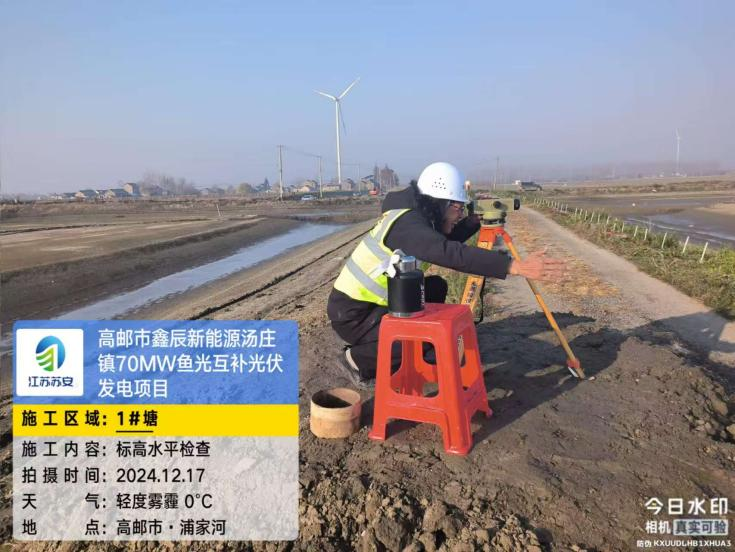 高邮市鑫辰新能源汤庄
镇70MW鱼光互补光伏
发电项目
江苏苏安
施工区域：1#塘
施工内容：标高水平检查
拍摄时间：2024.12.17
天气：轻度雾霾 0℃
地点：高邮市·浦家河
今日水印
相机 真实可验
防伪 KXUUDLHB1XHUA3